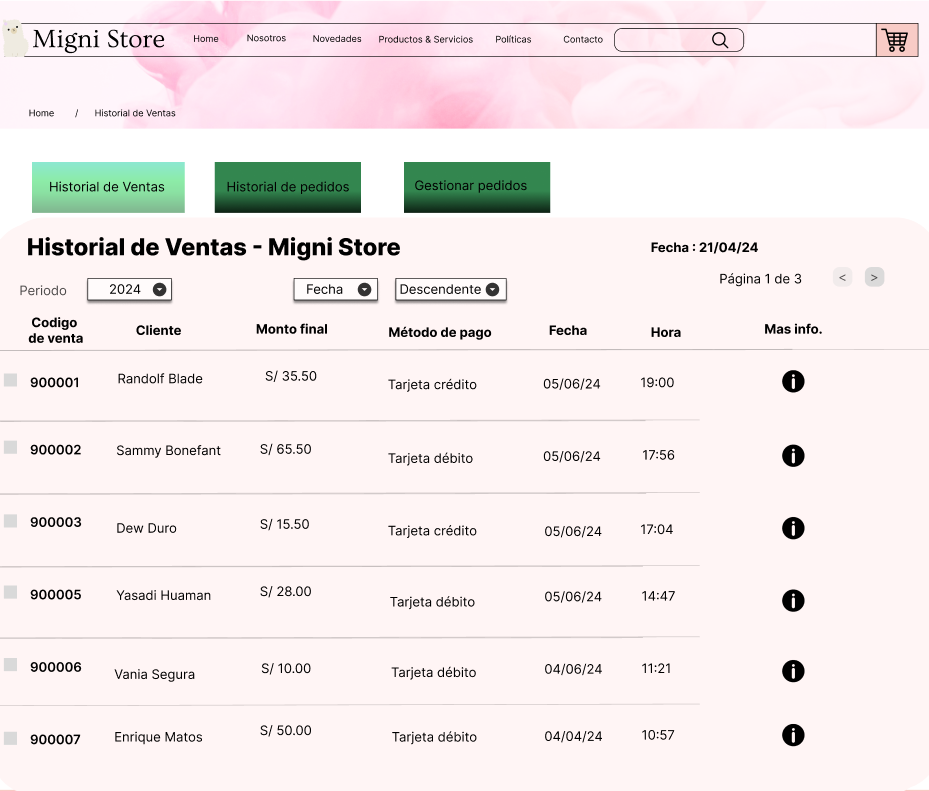 Migni Store Home Nosotros Novedades Productos & Servicios Políticas Contacto
Home / Historial de Ventas
Historial de Ventas Historial de pedidos Gestionar pedidos
Historial de Ventas - Migni Store Fecha : 21/04/24
Página 1 de 3 < >
Periodo 2024 Fecha Descendente
Codigo de venta Cliente Monto final Método de pago Fecha Hora Mas info.
900001 Randolf Blade S/ 35.50 Tarjeta crédito 05/06/24 19:00
900002 Sammy Bonefant S/ 65.50 Tarjeta débito 05/06/24 17:56
900003 Dew Duro S/ 15.50 Tarjeta crédito 05/06/24 17:04
900005 Yasadi Huaman S/ 28.00 Tarjeta débito 05/06/24 14:47
900006 Vania Segura S/ 10.00 Tarjeta débito 04/06/24 11:21
900007 Enrique Matos S/ 50.00 Tarjeta débito 04/04/24 10:57